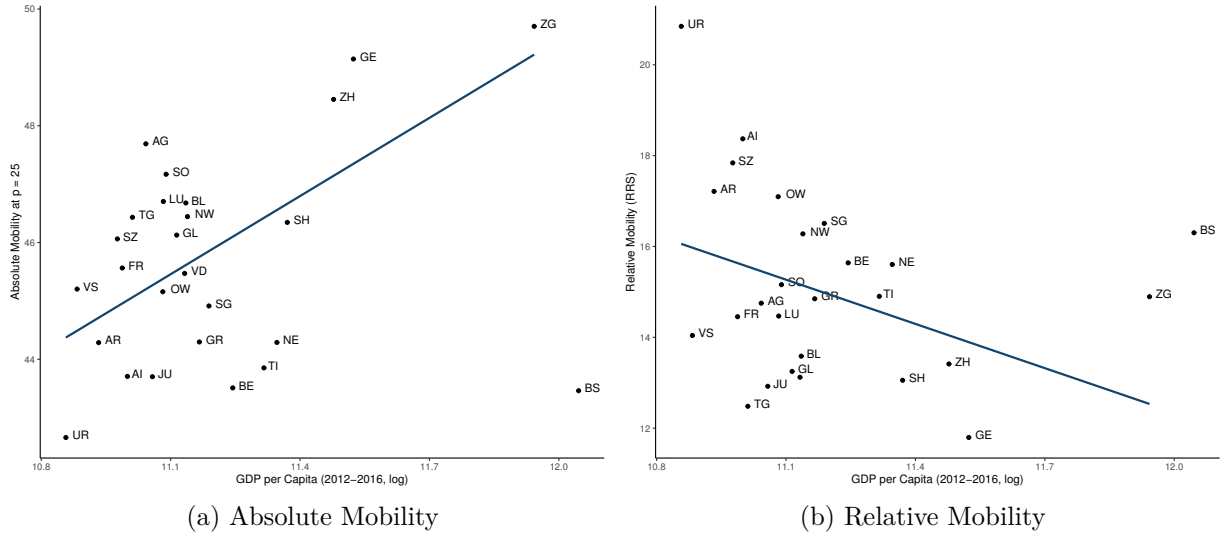 50
48
46
44
Absolute Mobility at p = 25
ZG
GE
ZH
AG
SO
LU
BL
TG
NW
SH
SZ
GL
FR
VD
VS
OW
SG
AR
GR
NE
AI
JU
TI
BE
BS
UR
10.8
11.1
11.4
11.7
12.0
GDP per Capita (2012−2016, log)
(a) Absolute Mobility
20
18
16
14
12
Relative Mobility (RRS)
UR
AI
SZ
AR
OW
SG
NW
BS
BE
NE
SO
GR
TI
ZG
AG
FR
LU
VS
BL
ZH
GL
JU
SH
TG
GE
10.8
11.1
11.4
11.7
12.0
GDP per Capita (2012−2016, log)
(b) Relative Mobility